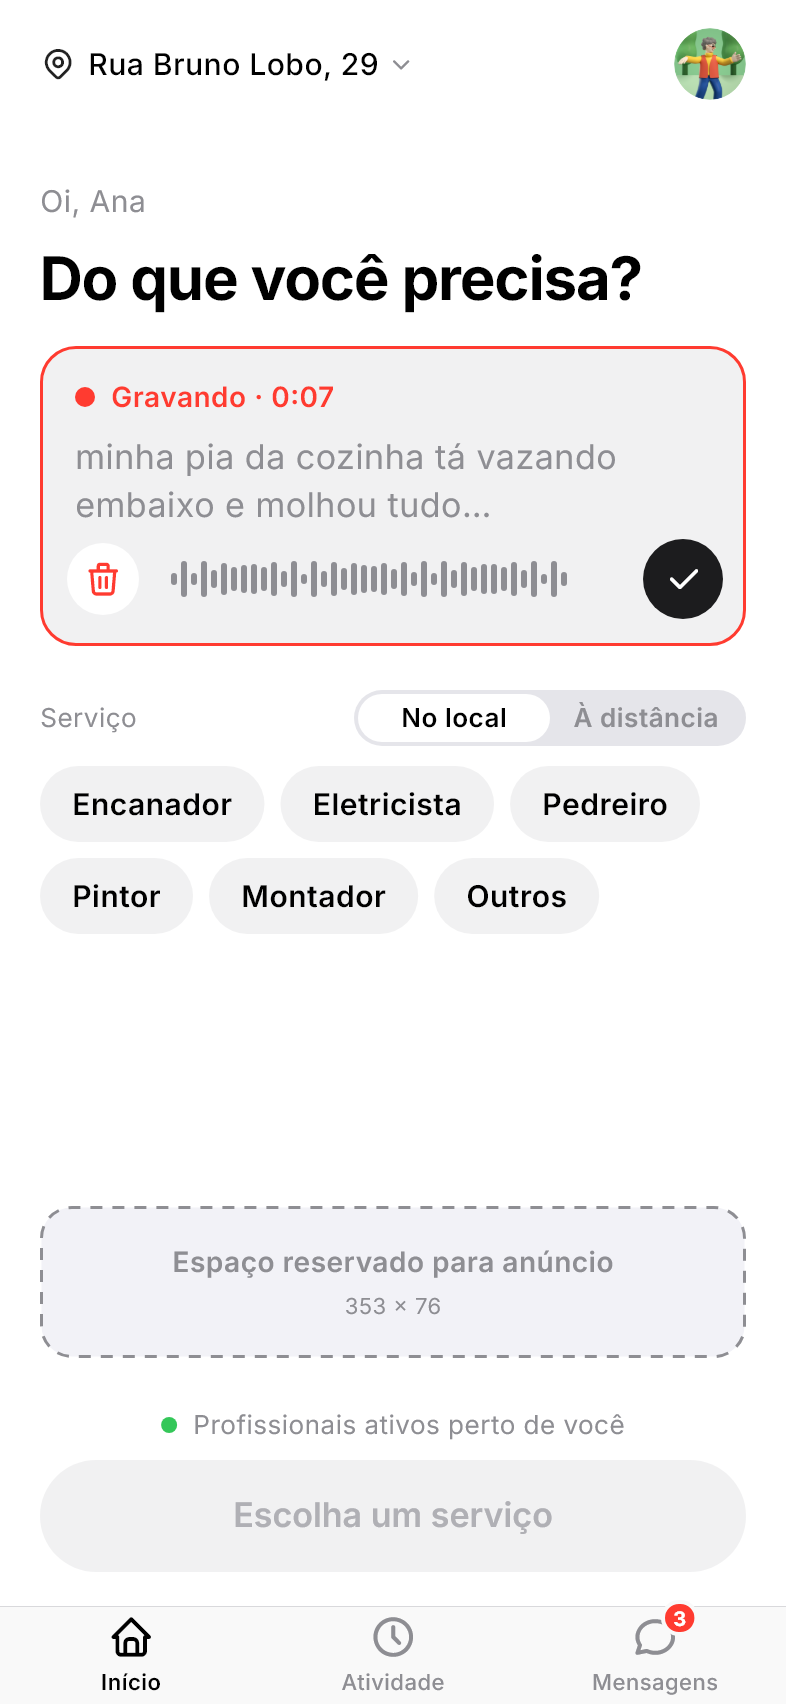 Rua Bruno Lobo, 29
Oi, Ana
Do que você precisa?
Gravando · 0:07
minha pia da cozinha tá vazando
embaixo e molhou tudo...
Serviço
No local
À distância
Encanador
Eletricista
Pedreiro
Pintor
Montador
Outros
Espaço reservado para anúncio
353 × 76
Profissionais ativos perto de você
Escolha um serviço
3
Início
Atividade
Mensagens